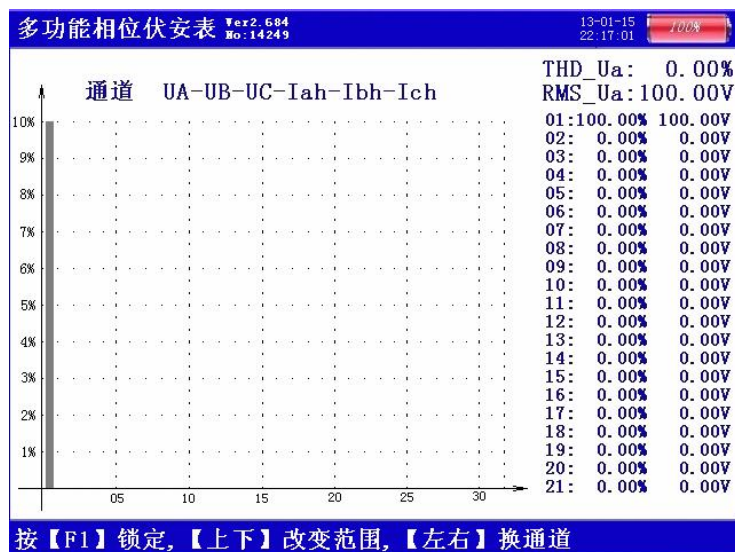 多功能相位伏安表 Ver2.684
No:14249
13-01-15
22:17:01
100%
通道 UA-UB-UC-Iah-Ibh-Ich
THD_Ua: 0.00%
RMS_Ua:100.00V
10%
9%
8%
7%
6%
5%
4%
3%
2%
1%
05 10 15 20 25 30
01:100.00% 100.00V
02: 0.00% 0.00V
03: 0.00% 0.00V
04: 0.00% 0.00V
05: 0.00% 0.00V
06: 0.00% 0.00V
07: 0.00% 0.00V
08: 0.00% 0.00V
09: 0.00% 0.00V
10: 0.00% 0.00V
11: 0.00% 0.00V
12: 0.00% 0.00V
13: 0.00% 0.00V
14: 0.00% 0.00V
15: 0.00% 0.00V
16: 0.00% 0.00V
17: 0.00% 0.00V
18: 0.00% 0.00V
19: 0.00% 0.00V
20: 0.00% 0.00V
21: 0.00% 0.00V
按【F1】锁定,【上下】改变范围,【左右】换通道